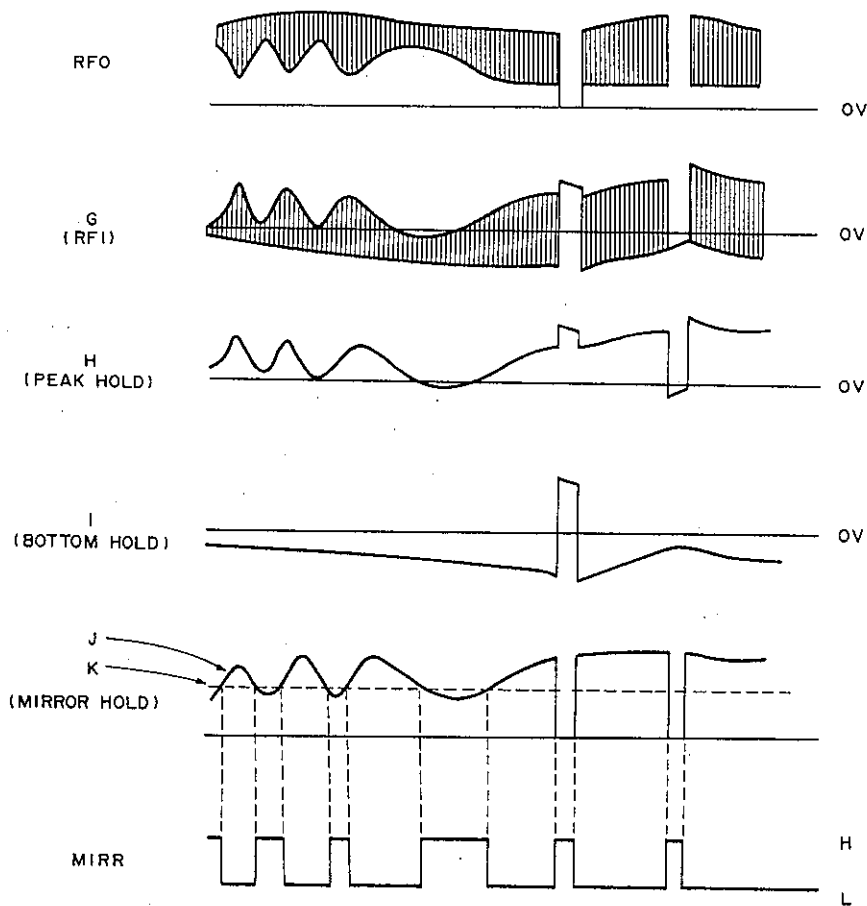 RFO
OV
G
(RFI)
OV
H
(PEAK HOLD)
OV
I
(BOTTOM HOLD)
OV
J
K
(MIRROR HOLD)
MIRR
H
L